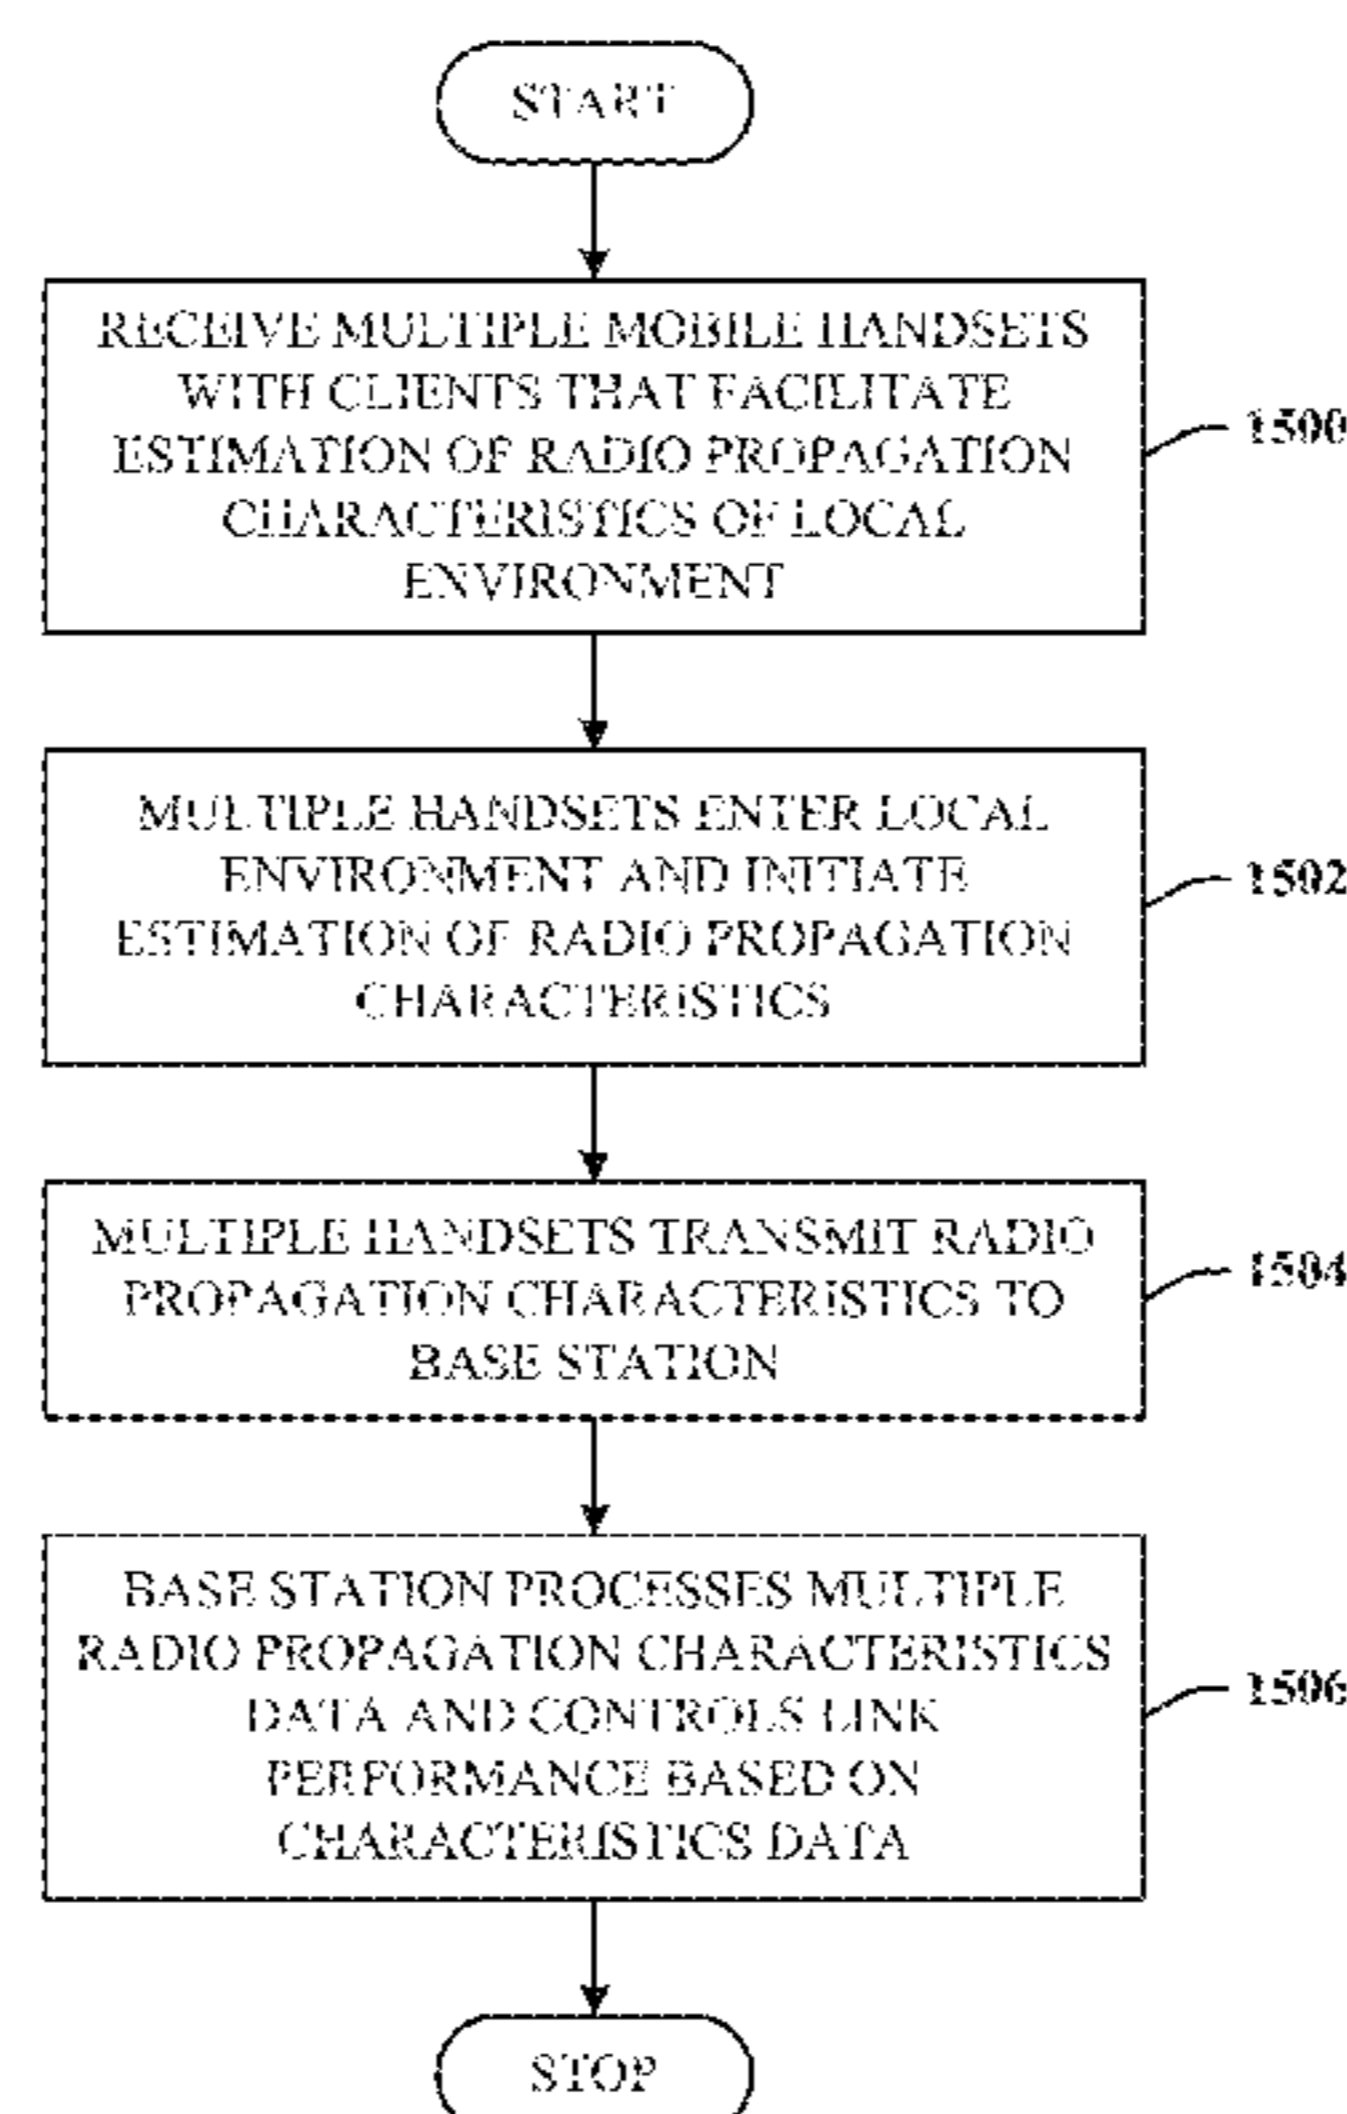 START
RECEIVE MULTIPLE MOBILE HANDSETS
WITH CLIENTS THAT FACILITATE
ESTIMATION OF RADIO PROPAGATION
CHARACTERISTICS OF LOCAL
ENVIRONMENT
1500
MULTIPLE HANDSETS ENTER LOCAL
ENVIRONMENT AND INITIATE
ESTIMATION OF RADIO PROPAGATION
CHARACTERISTICS
1502
MULTIPLE HANDSETS TRANSMIT RADIO
PROPAGATION CHARACTERISTICS TO
BASE STATION
1504
BASE STATION PROCESSES MULTIPLE
RADIO PROPAGATION CHARACTERISTICS
DATA AND CONTROLS LINK
PERFORMANCE BASED ON
CHARACTERISTICS DATA
1506
STOP